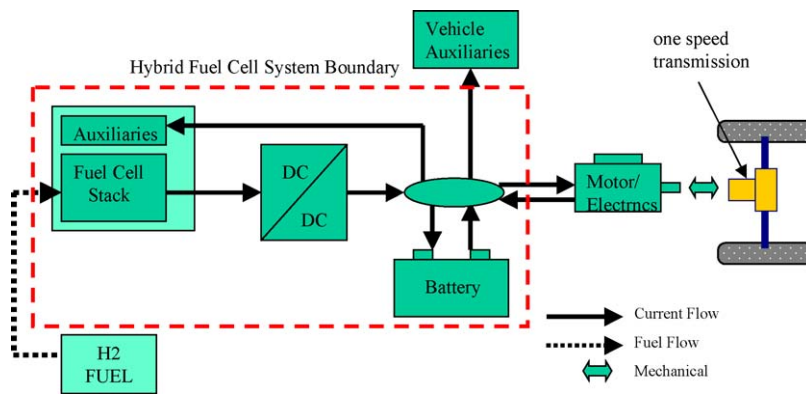 Vehicle
Auxiliaries
one speed
transmission
Hybrid Fuel Cell System Boundary
Auxiliaries
Fuel Cell
Stack
DC
DC
Motor/
Electrncs
Battery
H2
FUEL
Current Flow
Fuel Flow
Mechanical